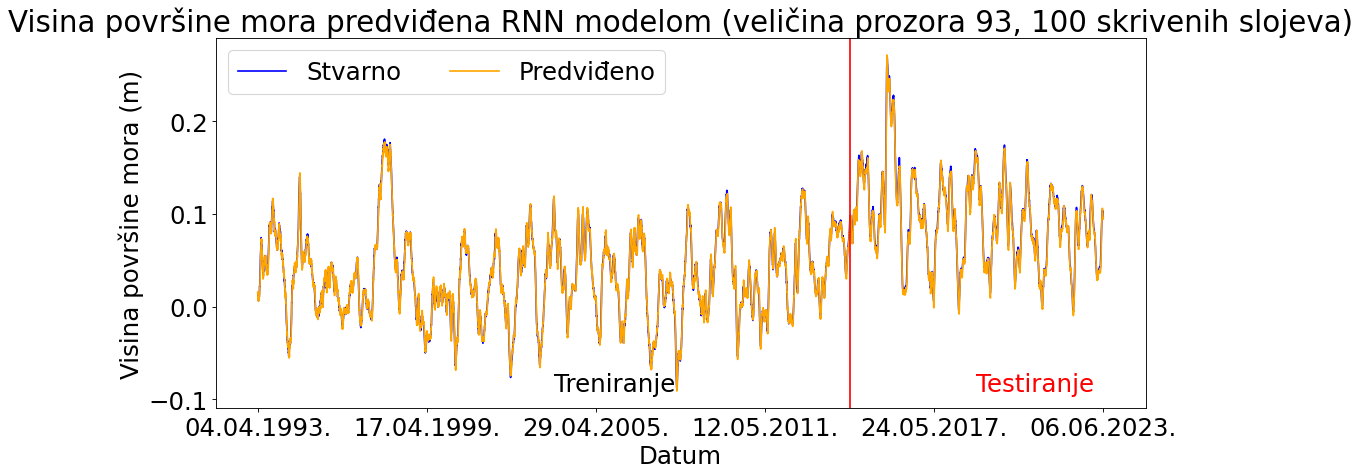 Visina površine mora predviđena RNN modelom (veličina prozora 93, 100 skrivenih slojeva)
Stvarno
Predviđeno
Visina površine mora (m)
0.2
0.1
0.0
−0.1
Treniranje
Testiranje
04.04.1993.
17.04.1999.
29.04.2005.
12.05.2011.
24.05.2017.
06.06.2023.
Datum